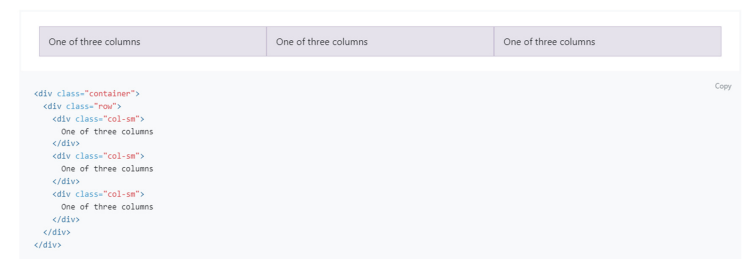 One of three columns One of three columns One of three columns
Copy
<div class="container">
  <div class="row">
    <div class="col-sm">
      One of three columns
    </div>
    <div class="col-sm">
      One of three columns
    </div>
    <div class="col-sm">
      One of three columns
    </div>
  </div>
</div>